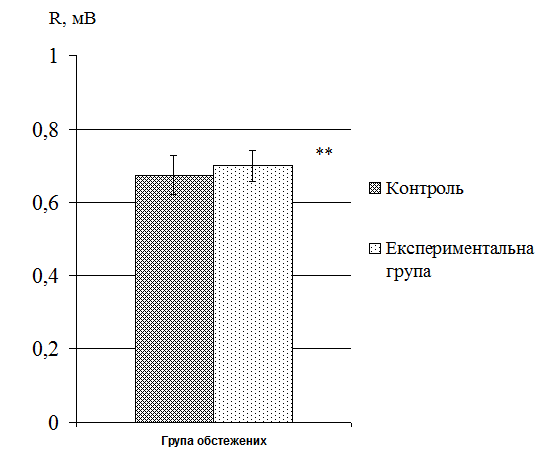 R, мВ
1
0,8
**
0,6
Контроль
Експериментальна
група
0,4
0,2
0
Група обстежених